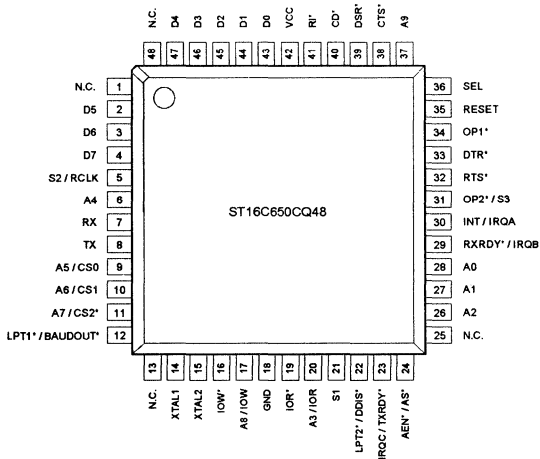 N.C. D4 D3 D2 D1 D0 VCC RI* CD* DSR* CTS* A9
48 47 46 45 44 43 42 41 40 39 38 37
N.C. 1
D5 2
D6 3
D7 4
S2 / RCLK 5
A4 6
RX 7
TX 8
A5 / CS0 9
A6 / CS1 10
A7 / CS2* 11
LPT1* / BAUDOUT* 12
ST16C650CQ48
36 SEL
35 RESET
34 OP1*
33 DTR*
32 RTS*
31 OP2* / S3
30 INT / IRQA
29 RXRDY* / IRQB
28 A0
27 A1
26 A2
25 N.C.
13 14 15 16 17 18 19 20 21 22 23 24
N.C. XTAL1 XTAL2 IOW* A8 / IOW GND IOR* A3 / IOR S1 LPT2* / DDIS* IRQC / TXRDY* AEN* / AS*